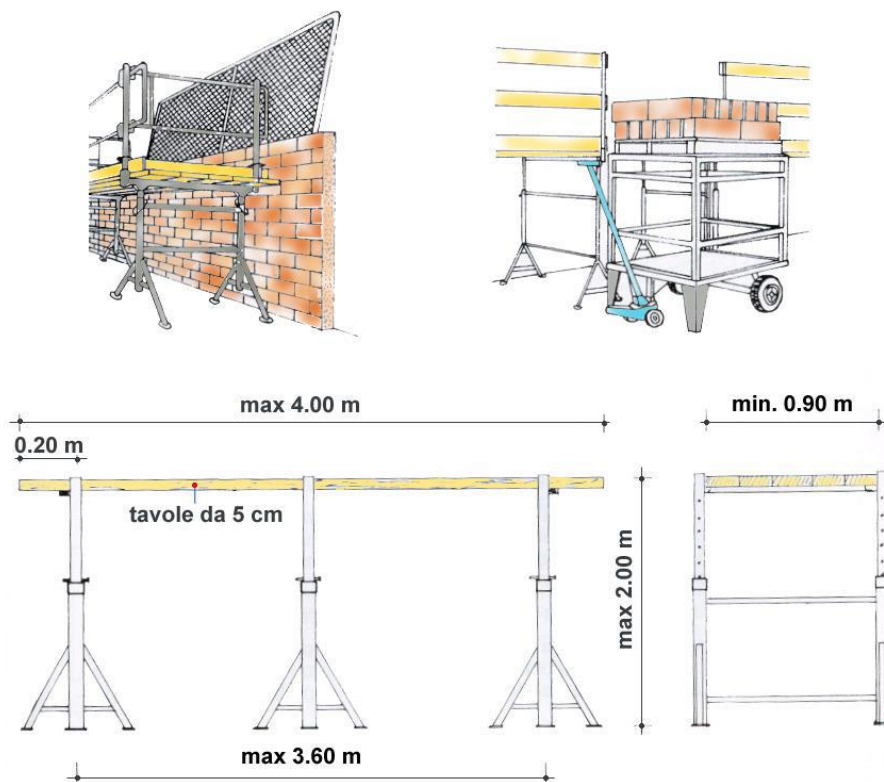 max 4.00 m
min. 0.90 m
0.20 m
tavole da 5 cm
max 2.00 m
max 3.60 m